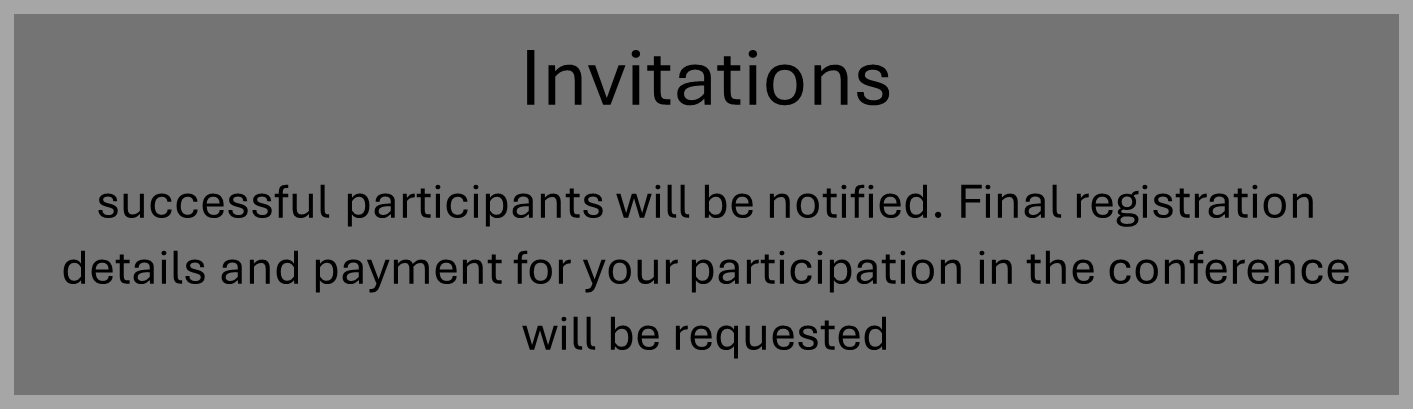 Invitations
successful participants will be notified. Final registration
details and payment for your participation in the conference
will be requested